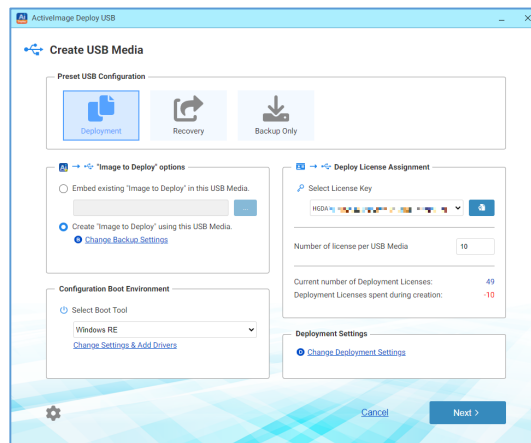 ActiveImage Deploy USB
Create USB Media
Preset USB Configuration
Deployment
Recovery
Backup Only
"Image to Deploy" options
Embed existing "Image to Deploy" in this USB Media.
...
Create "Image to Deploy" using this USB Media.
Change Backup Settings
Configuration Boot Environment
Select Boot Tool
Windows RE
Change Settings & Add Drivers
Deploy License Assignment
Select License Key
Number of license per USB Media
10
Current number of Deployment Licenses: 49
Deployment Licenses spent during creation: -10
Deployment Settings
Change Deployment Settings
Cancel
Next >